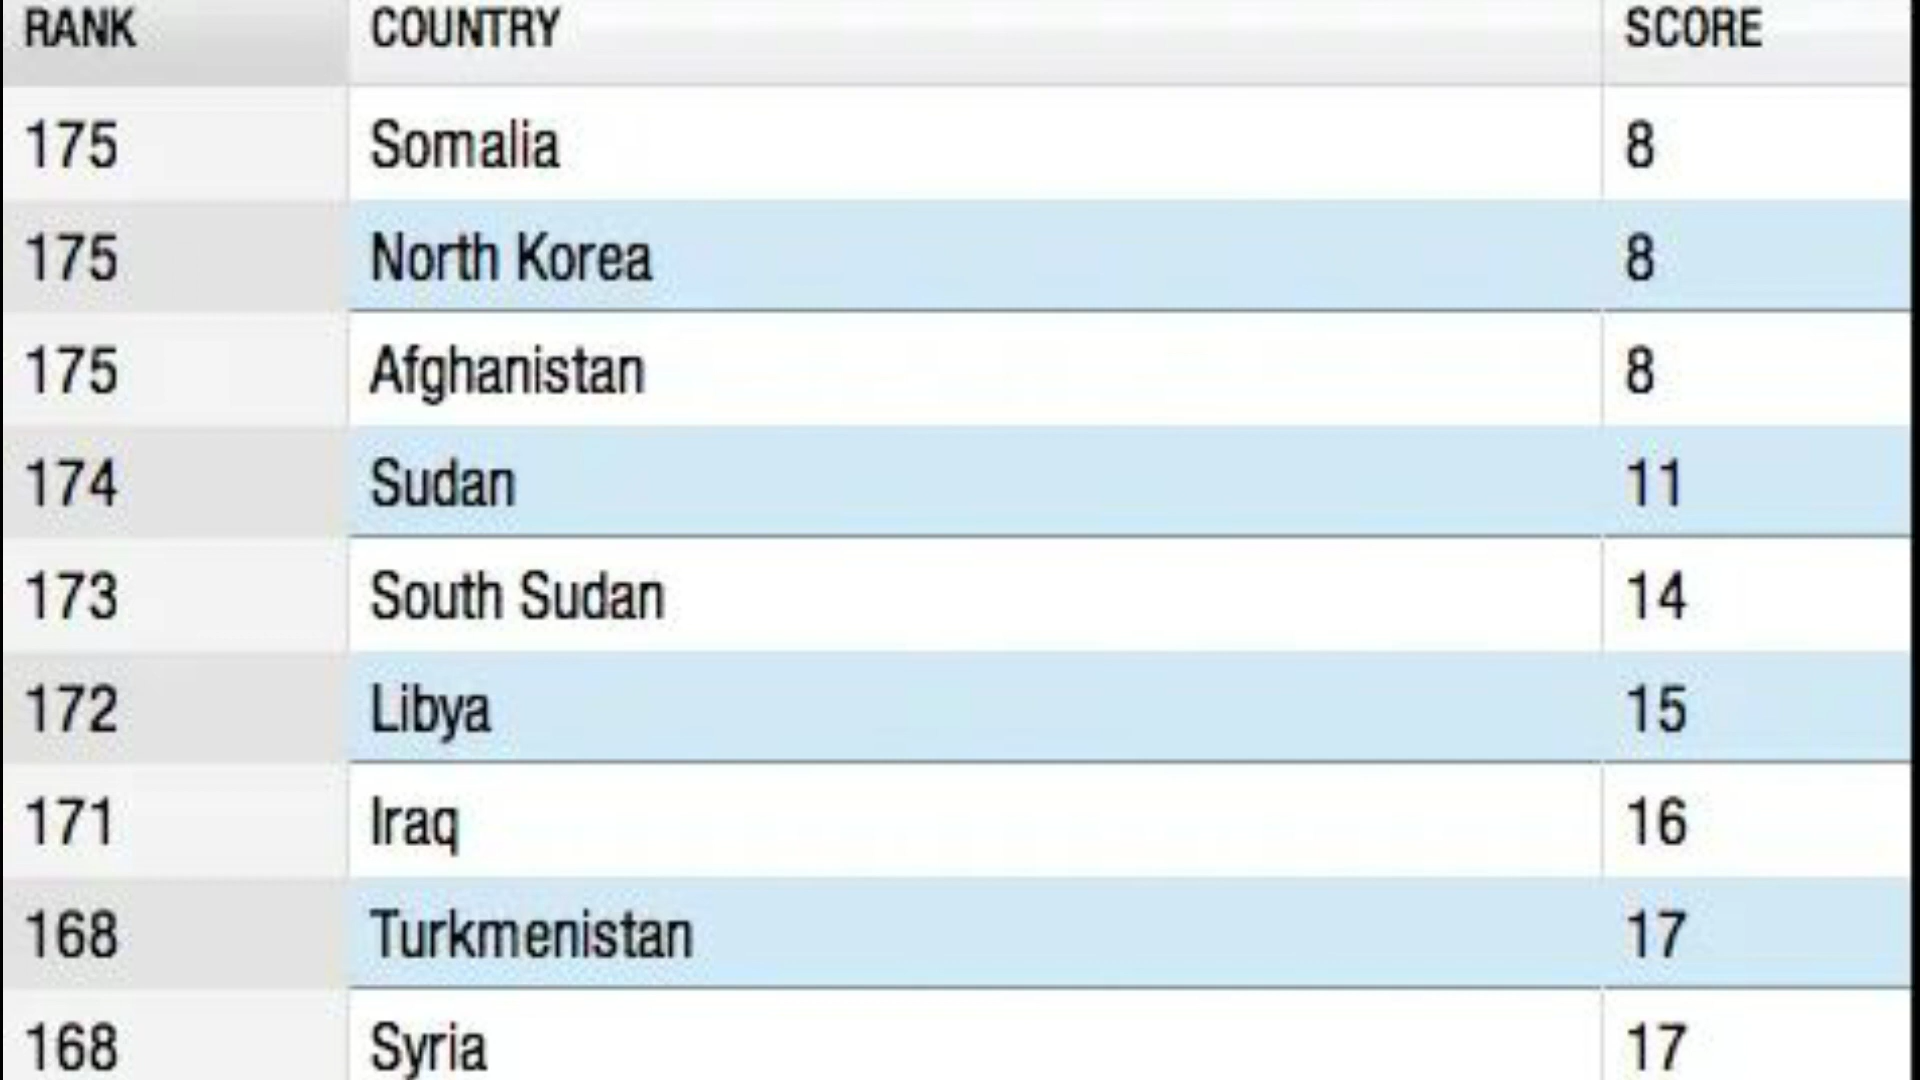 RANK COUNTRY SCORE
175 Somalia 8
175 North Korea 8
175 Afghanistan 8
174 Sudan 11
173 South Sudan 14
172 Libya 15
171 Iraq 16
168 Turkmenistan 17
168 Syria 17